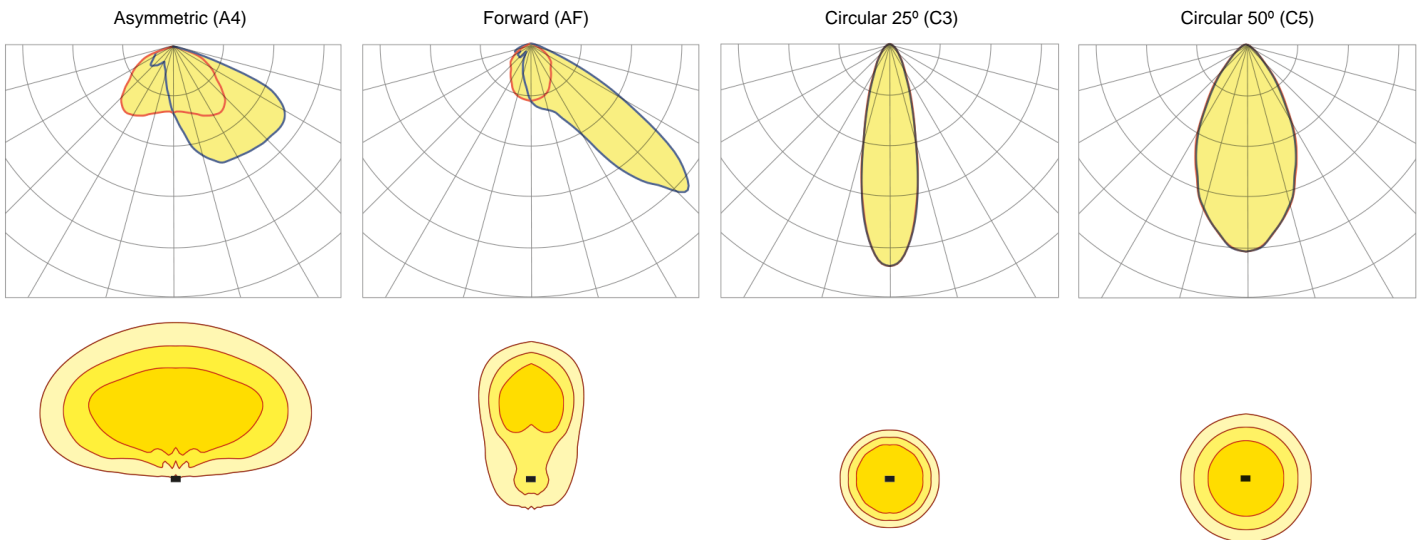 Asymmetric (A4)
Forward (AF)
Circular 25º (C3)
Circular 50º (C5)